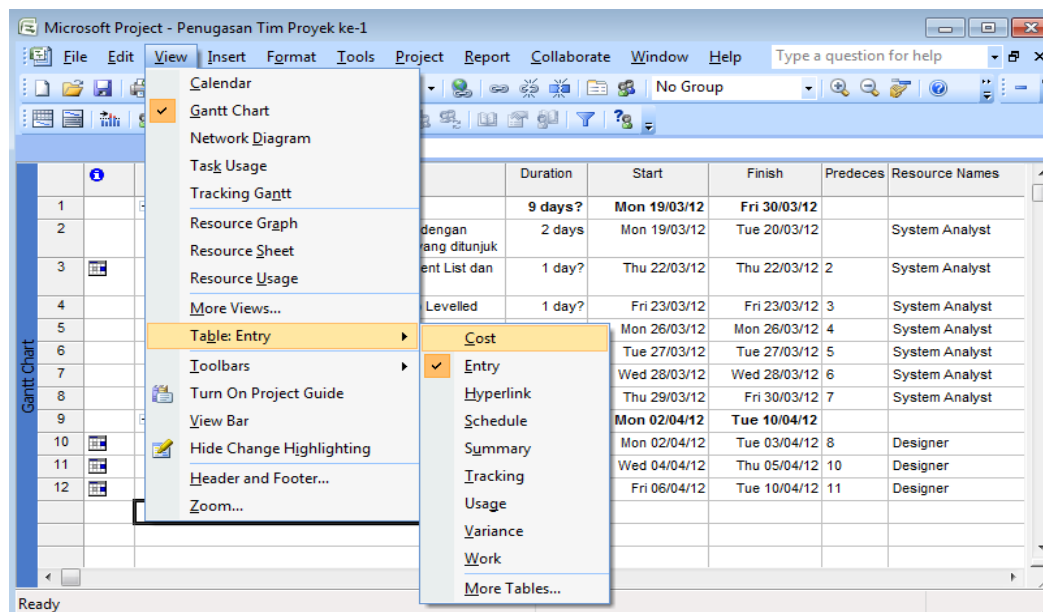 Microsoft Project - Penugasan Tim Proyek ke-1
File Edit View Insert Format Tools Project Report Collaborate Window Help Type a question for help
No Group
Calendar
Gantt Chart
Network Diagram
Task Usage
Tracking Gantt
Resource Graph
Resource Sheet
Resource Usage
More Views...
Table: Entry
Toolbars
Turn On Project Guide
View Bar
Hide Change Highlighting
Header and Footer...
Zoom...
Cost
Entry
Hyperlink
Schedule
Summary
Tracking
Usage
Variance
Work
More Tables...
Duration Start Finish Predeces Resource Names
1 9 days? Mon 19/03/12 Fri 30/03/12
2 dengan 2 days Mon 19/03/12 Tue 20/03/12 System Analyst
yang ditunjuk
3 ent List dan 1 day? Thu 22/03/12 Thu 22/03/12 2 System Analyst
4 Levelled 1 day? Fri 23/03/12 Fri 23/03/12 3 System Analyst
5 Mon 26/03/12 Mon 26/03/12 4 System Analyst
6 Tue 27/03/12 Tue 27/03/12 5 System Analyst
7 Wed 28/03/12 Wed 28/03/12 6 System Analyst
8 Thu 29/03/12 Fri 30/03/12 7 System Analyst
9 Mon 02/04/12 Tue 10/04/12
10 Mon 02/04/12 Tue 03/04/12 8 Designer
11 Wed 04/04/12 Thu 05/04/12 10 Designer
12 Fri 06/04/12 Tue 10/04/12 11 Designer
Gantt Chart
Ready